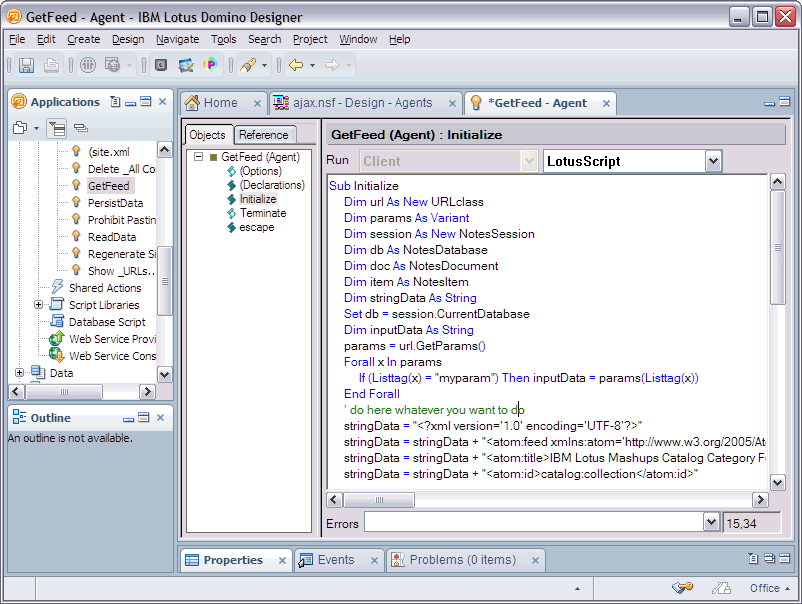 GetFeed - Agent - IBM Lotus Domino Designer
File Edit Create Design Navigate Tools Search Project Window Help
Applications
(site.xml
Delete _All Co
GetFeed
PersistData
Prohibit Pastin
ReadData
Regenerate Si
Show _URLs..
Shared Actions
Script Libraries
Database Script
Web Service Provi
Web Service Cons
Data
Outline
An outline is not available.
Home
ajax.nsf - Design - Agents
*GetFeed - Agent
Objects Reference
GetFeed (Agent)
(Options)
(Declarations)
Initialize
Terminate
escape
GetFeed (Agent) : Initialize
Run Client LotusScript
Sub Initialize
Dim url As New URLclass
Dim params As Variant
Dim session As New NotesSession
Dim db As NotesDatabase
Dim doc As NotesDocument
Dim item As NotesItem
Dim stringData As String
Set db = session.CurrentDatabase
Dim inputData As String
params = url.GetParams()
Forall x In params
If (Listtag(x) = "myparam") Then inputData = params(Listtag(x))
End Forall
' do here whatever you want to do
stringData = "<?xml version='1.0' encoding='UTF-8'?>"
stringData = stringData + "<atom:feed xmlns:atom='http://www.w3.org/2005/Ato
stringData = stringData + "<atom:title>IBM Lotus Mashups Catalog Category Fe
stringData = stringData + "<atom:id>catalog:collection</atom:id>"
Errors 15,34
Properties Events Problems (0 items)
Office